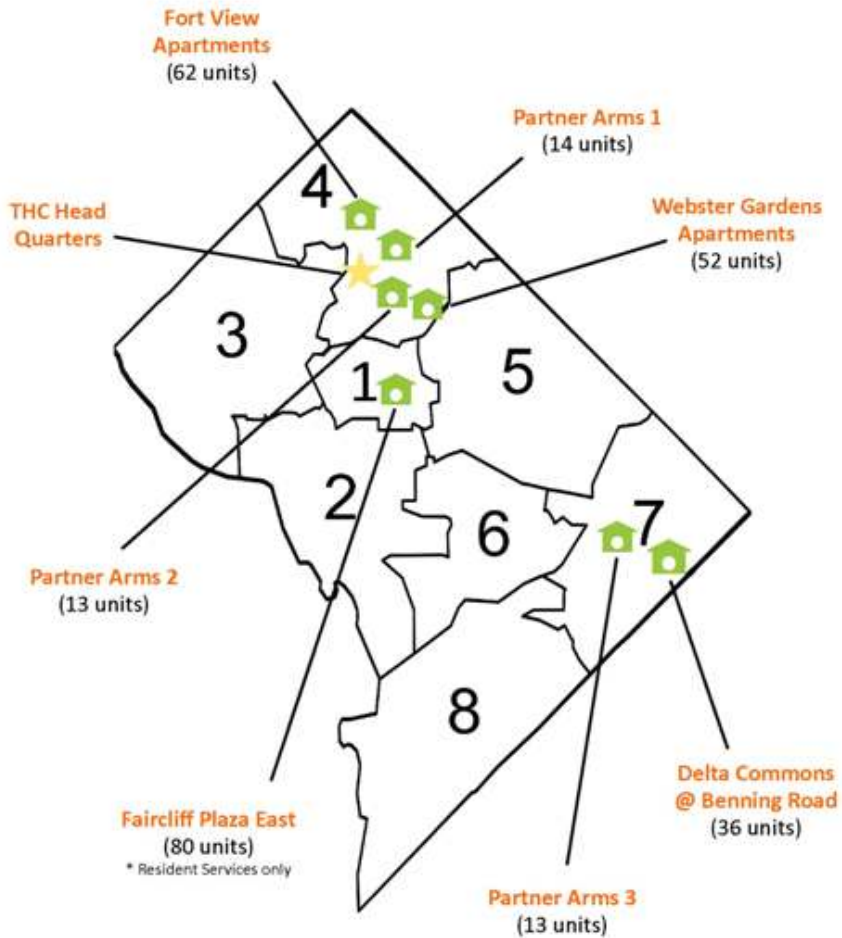 Fort View
Apartments
(62 units)
Partner Arms 1
(14 units)
4
THC Head
Quarters
Webster Gardens
Apartments
(52 units)
3
1
5
2
6
7
Partner Arms 2
(13 units)
8
Delta Commons
@ Benning Road
(36 units)
Faircliff Plaza East
(80 units)
* Resident Services only
Partner Arms 3
(13 units)